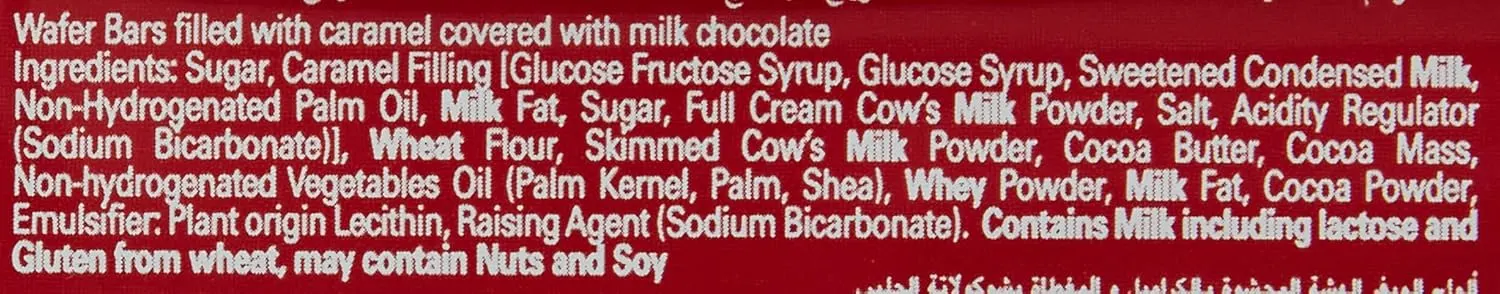 Wafer Bars filled with caramel covered with milk chocolate
Ingredients: Sugar, Caramel Filling [Glucose Fructose Syrup, Glucose Syrup, Sweetened Condensed Milk,
Non-Hydrogenated Palm Oil, Milk Fat, Sugar, Full Cream Cow's Milk Powder, Salt, Acidity Regulator
(Sodium Bicarbonate)], Wheat Flour, Skimmed Cow's Milk Powder, Cocoa Butter, Cocoa Mass,
Non-hydrogenated Vegetables Oil (Palm Kernel, Palm, Shea), Whey Powder, Milk Fat, Cocoa Powder,
Emulsifier: Plant origin Lecithin, Raising Agent (Sodium Bicarbonate). Contains Milk including lactose and
Gluten from wheat, may contain Nuts and Soy